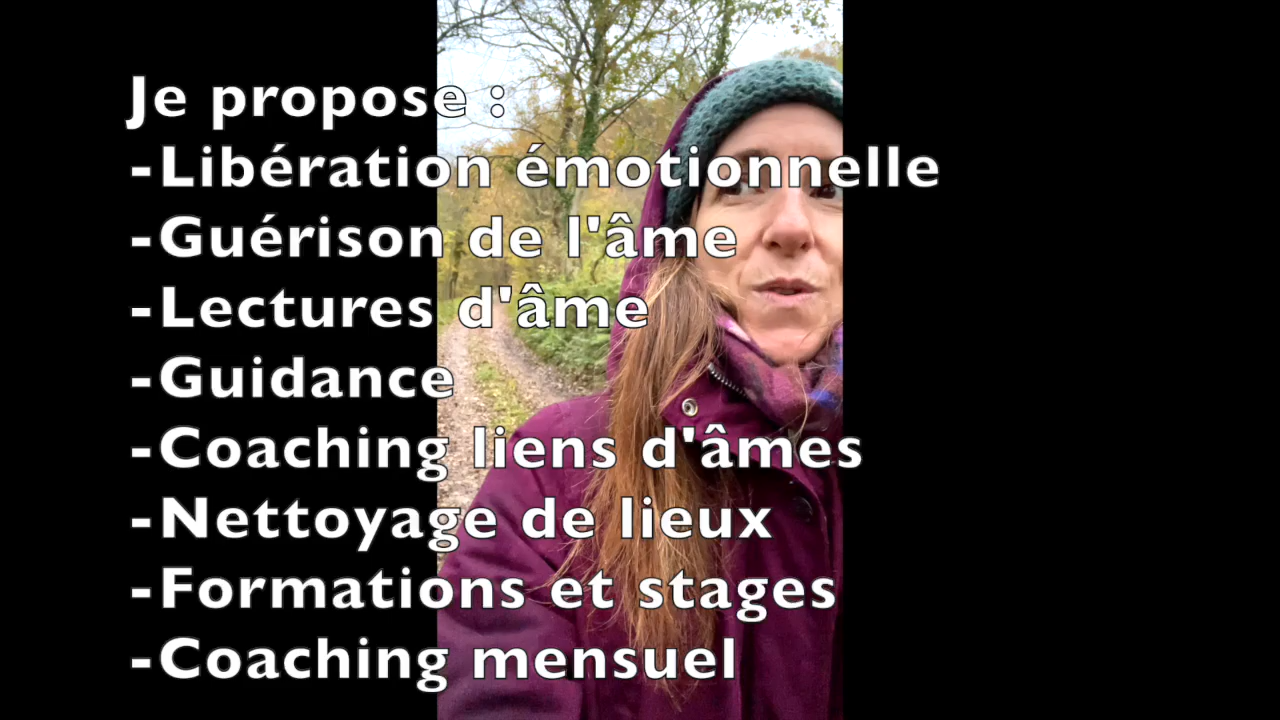 Je propose :
-Libération émotionnelle
-Guérison de l'âme
-Lectures d'âme
-Guidance
-Coaching liens d'âmes
-Nettoyage de lieux
-Formations et stages
-Coaching mensuel